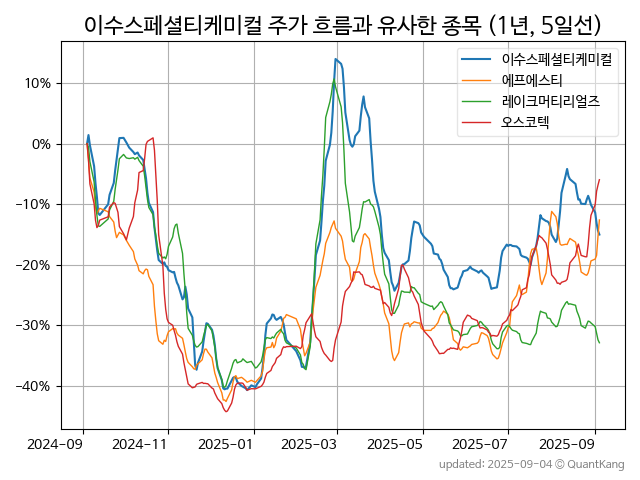 이수스페셜티케미컬 주가 흐름과 유사한 종목 (1년, 5일선)
이수스페셜티케미컬
에프에스티
레이크머티리얼즈
오스코텍
10%
0%
−10%
−20%
−30%
−40%
2024-09 2024-11 2025-01 2025-03 2025-05 2025-07 2025-09
updated: 2025-09-04 © QuantKang